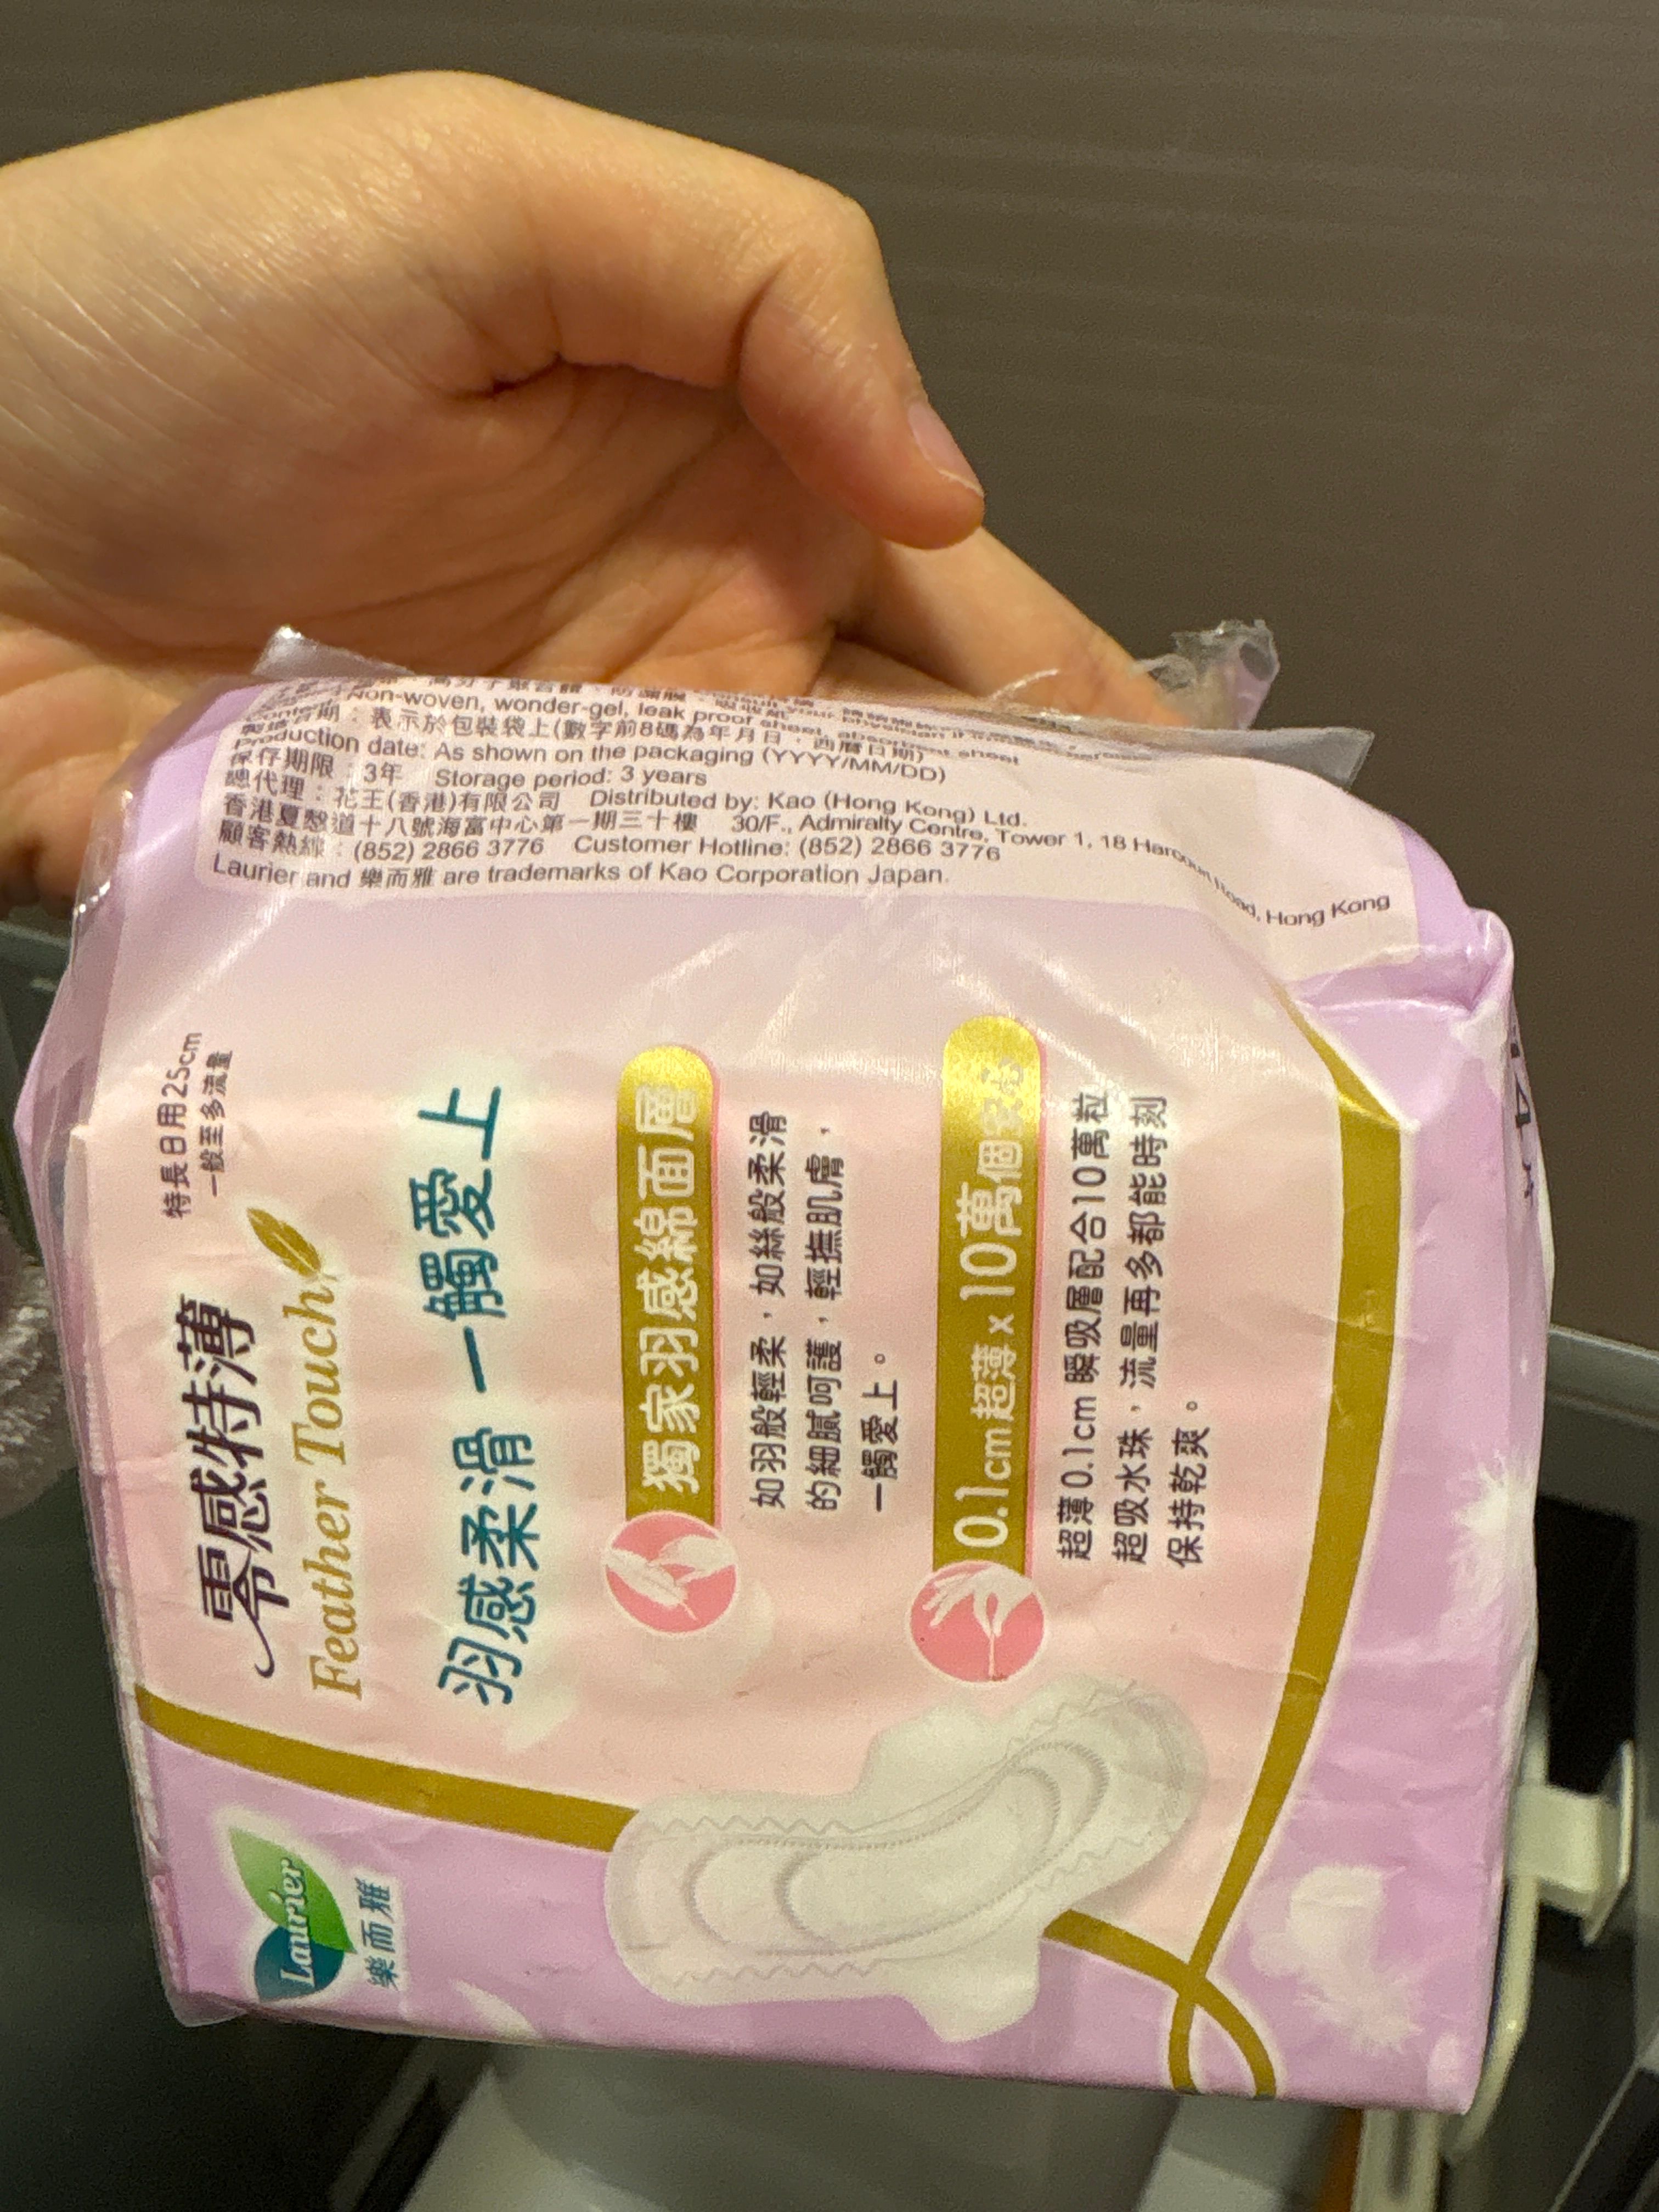 Laurier
樂而雅
零感特薄
Feather Touch
特長日用25cm
一般至多流量
羽感柔滑 一觸愛上
獨家羽感綿面層
如羽般輕柔,如絲般柔滑
的細膩呵護,輕撫肌膚,
一觸愛上。
0.1cm超薄 x 10萬個安心
超薄0.1cm 瞬吸層配合10萬粒
超吸水珠,流量再多都能時刻
保持乾爽。
Non-woven, wonder-gel, leak proof sheet, absorbent sheet
製造日期:表示於包裝袋上(數字前8碼為年月日,西曆日期)
Production date: As shown on the packaging (YYYY/MM/DD)
保存期限:3年 Storage period: 3 years
總代理:花王(香港)有限公司 Distributed by: Kao (Hong Kong) Ltd.
香港夏慤道十八號海富中心第一期三十樓 30/F., Admiralty Centre, Tower 1, 18 Harcourt Road, Hong Kong
顧客熱線:(852) 2866 3776 Customer Hotline: (852) 2866 3776
Laurier and 樂而雅 are trademarks of Kao Corporation Japan.